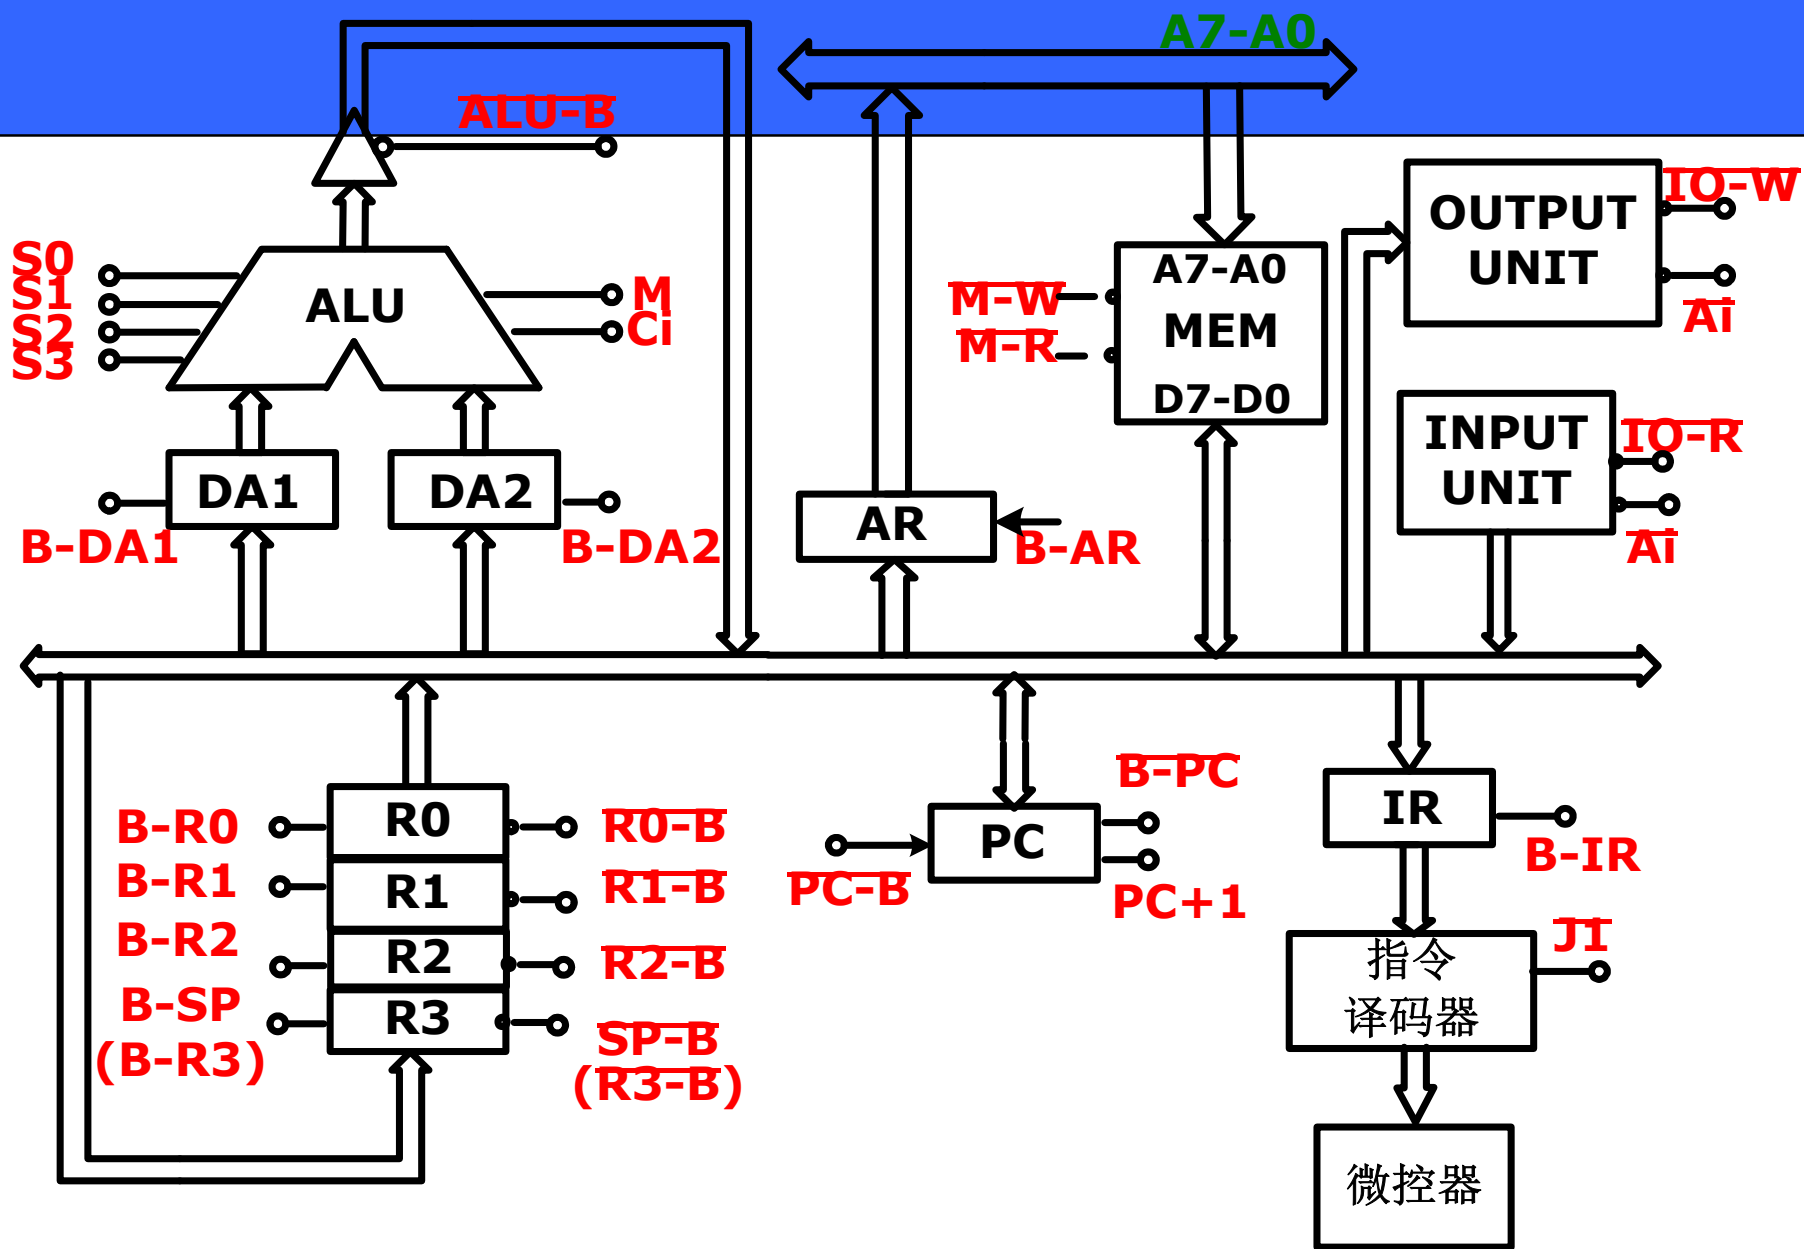 A7-A0
ALU-B
S0
S1
S2
S3
ALU
M
Ci
M-W
M-R
A7-A0
MEM
D7-D0
OUTPUT
UNIT
IO-W
Ai
INPUT
UNIT
IO-R
Ai
DA1
DA2
B-DA1
B-DA2
AR
B-AR
B-R0
R0
R0-B
B-R1
R1
R1-B
B-R2
R2
R2-B
B-SP
(B-R3)
R3
SP-B
(R3-B)
B-PC
PC
PC-B
PC+1
IR
B-IR
J1
指令
译码器
微控器